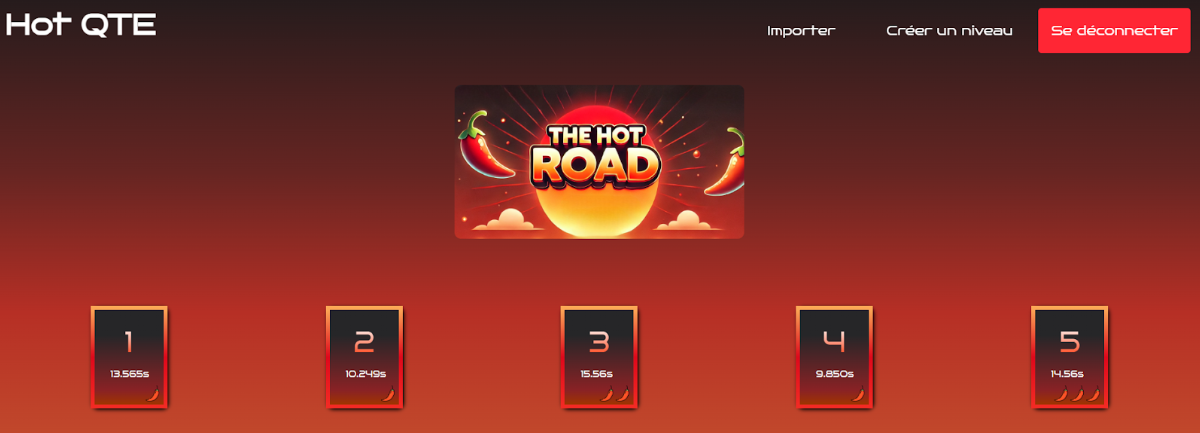 Hot QTE
Importer
Créer un niveau
Se déconnecter
THE HOT
ROAD
1
13.565s
2
10.249s
3
15.56s
4
9.850s
5
14.56s